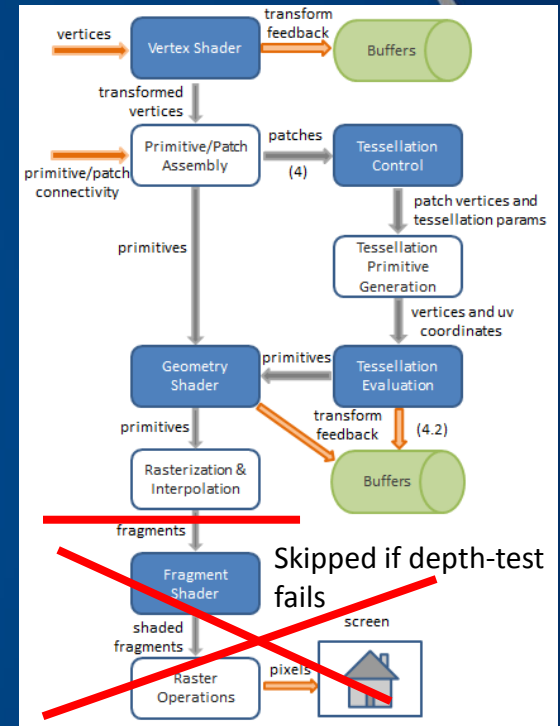 vertices
Vertex Shader
transform
feedback
Buffers
transformed
vertices
primitive/patch
connectivity
Primitive/Patch
Assembly
patches
(4)
Tessellation
Control
patch vertices and
tessellation params
primitives
Tessellation
Primitive
Generation
vertices and uv
coordinates
Geometry
Shader
primitives
Tessellation
Evaluation
primitives
transform
feedback
(4.2)
Rasterization &
Interpolation
Buffers
fragments
Fragment
Shader
Skipped if depth-test
fails
shaded
fragments
screen
Raster
Operations
pixels